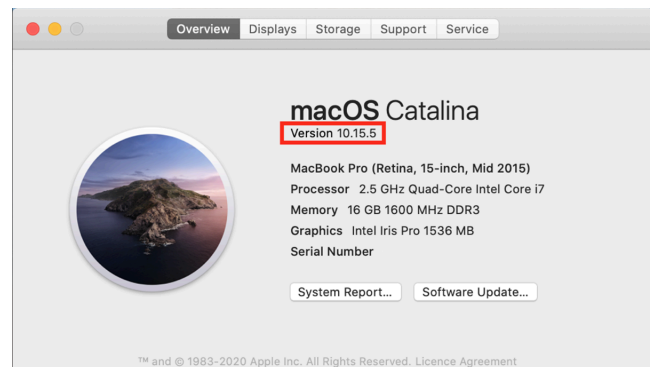 Overview Displays Storage Support Service
macOS Catalina
Version 10.15.5
MacBook Pro (Retina, 15-inch, Mid 2015)
Processor 2.5 GHz Quad-Core Intel Core i7
Memory 16 GB 1600 MHz DDR3
Graphics Intel Iris Pro 1536 MB
Serial Number
System Report... Software Update...
™ and © 1983-2020 Apple Inc. All Rights Reserved. Licence Agreement